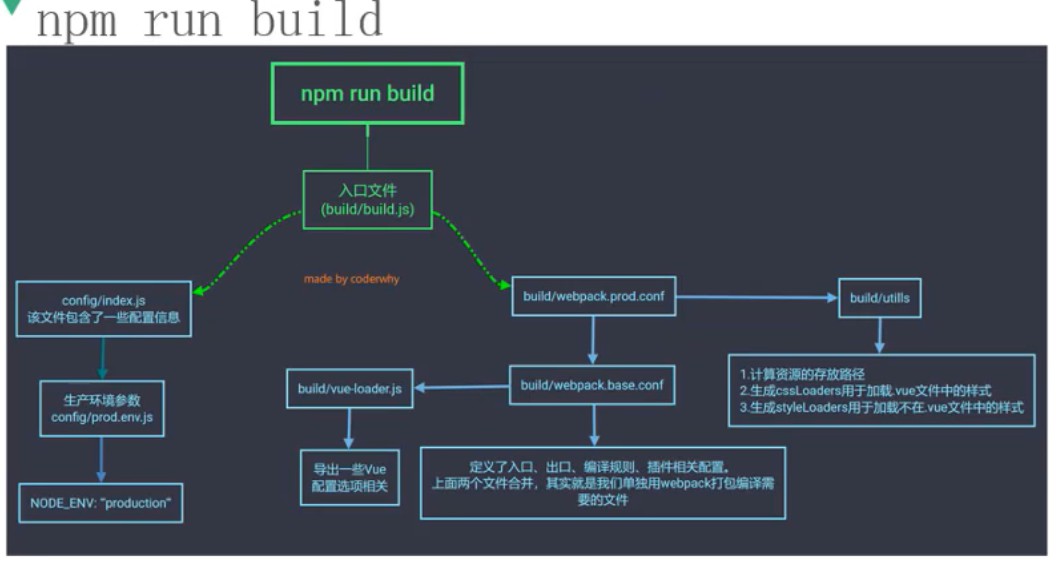 npm run build
npm run build
入口文件
(build/build.js)
made by coderwhy
config/index.js
该文件包含了一些配置信息
build/webpack.prod.conf
build/utills
生产环境参数
config/prod.env.js
build/vue-loader.js
build/webpack.base.conf
1.计算资源的存放路径
2.生成cssLoaders用于加载.vue文件中的样式
3.生成styleLoaders用于加载不在.vue文件中的样式
NODE_ENV: "production"
导出一些Vue
配置选项相关
定义了入口、出口、编译规则、插件相关配置。
上面两个文件合并，其实就是我们单独用webpack打包编译需
要的文件